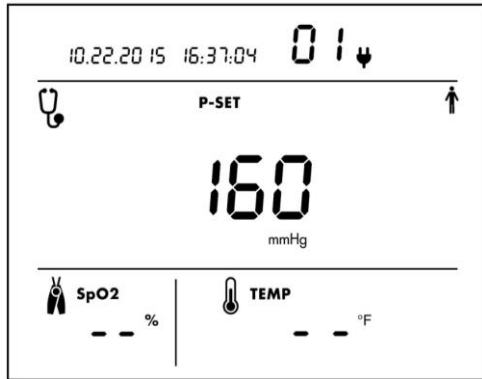 10.22.2015 16:37:04 01
P-SET
160
mmHg
SpO2 TEMP
-- % -- °F